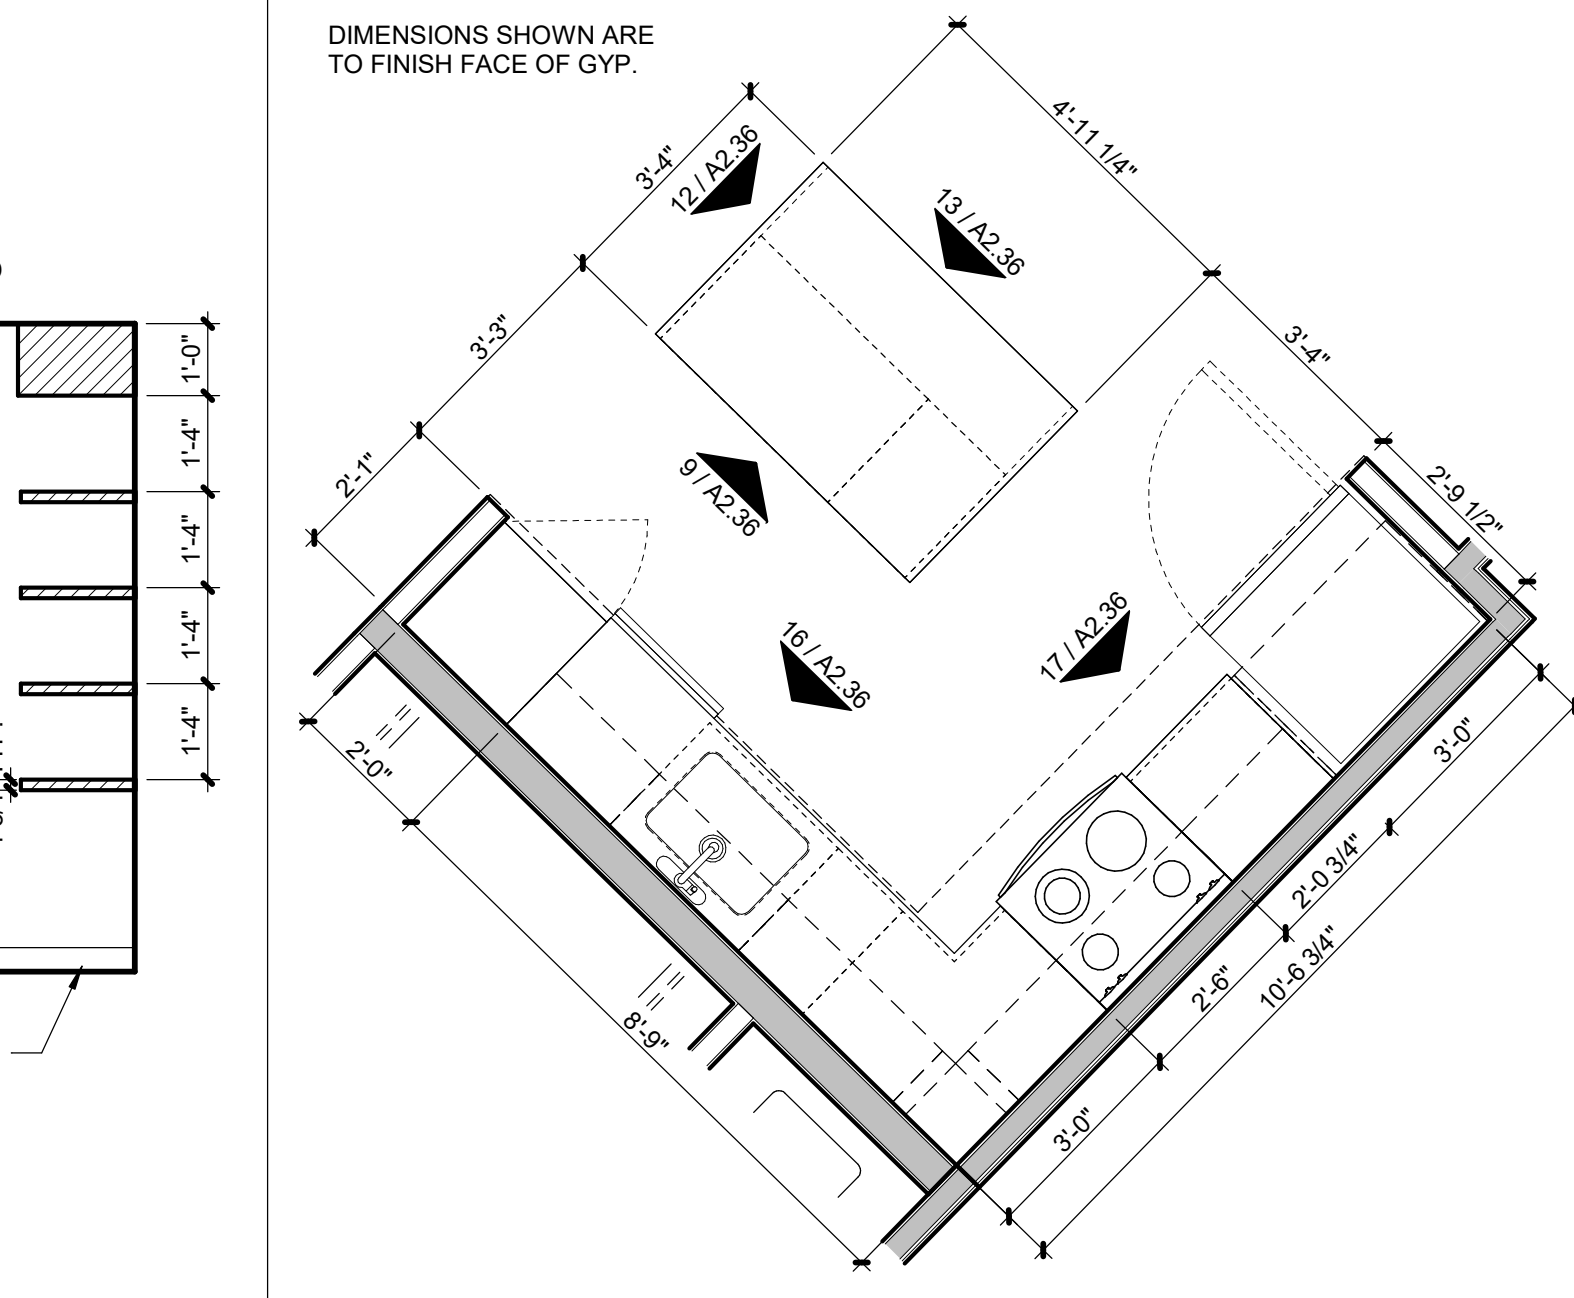 DIMENSIONS SHOWN ARE
TO FINISH FACE OF GYP.
4'-11 1/4"
3'-4"
12 / A2.36
13 / A2.36
3'-3"
3'-4"
2'-1"
9 / A2.36
2'-9 1/2"
1'-0"
1'-4"
1'-4"
1'-4"
1'-4"
16 / A2.36
17 / A2.36
2'-0"
3'-0"
2'-0 3/4"
10'-6 3/4"
2'-6"
8'-9"
3'-0"